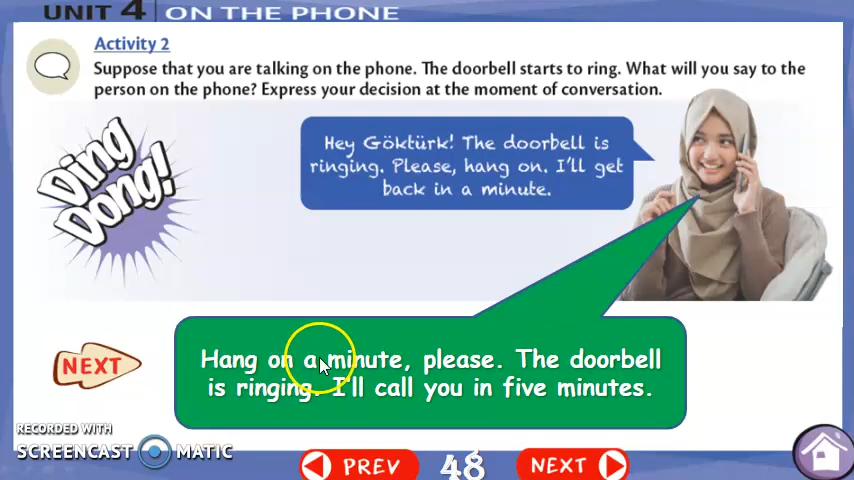 UNIT 4 ON THE PHONE
Activity 2
Suppose that you are talking on the phone. The doorbell starts to ring. What will you say to the
person on the phone? Express your decision at the moment of conversation.
Ding
Dong!
Hey Göktürk! The doorbell is
ringing. Please, hang on. I'll get
back in a minute.
Hang on a minute, please. The doorbell
is ringing. I'll call you in five minutes.
NEXT
RECORDED WITH
SCREENCAST MATIC
PREV 48 NEXT